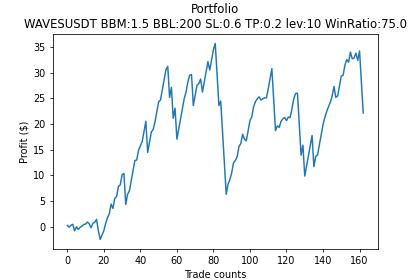 Portfolio
WAVESUSDT BBM:1.5 BBL:200 SL:0.6 TP:0.2 lev:10 WinRatio:75.0
35
30
25
20
15
10
5
0
Profit ($)
0 20 40 60 80 100 120 140 160
Trade counts